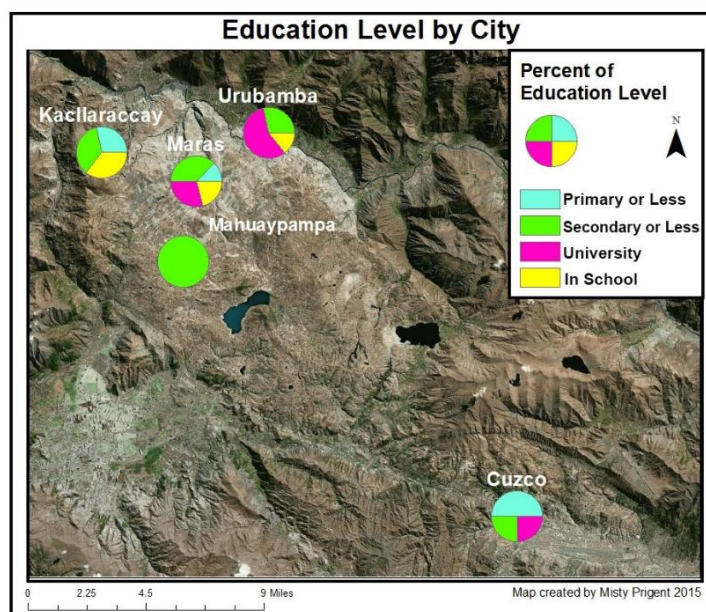 Education Level by City
Urubamba
Kacllaraccay
Maras
Mahuaypampa
Cuzco
Percent of
Education Level
N
Primary or Less
Secondary or Less
University
In School
0 2.25 4.5 9 Miles
Map created by Misty Prigent 2015